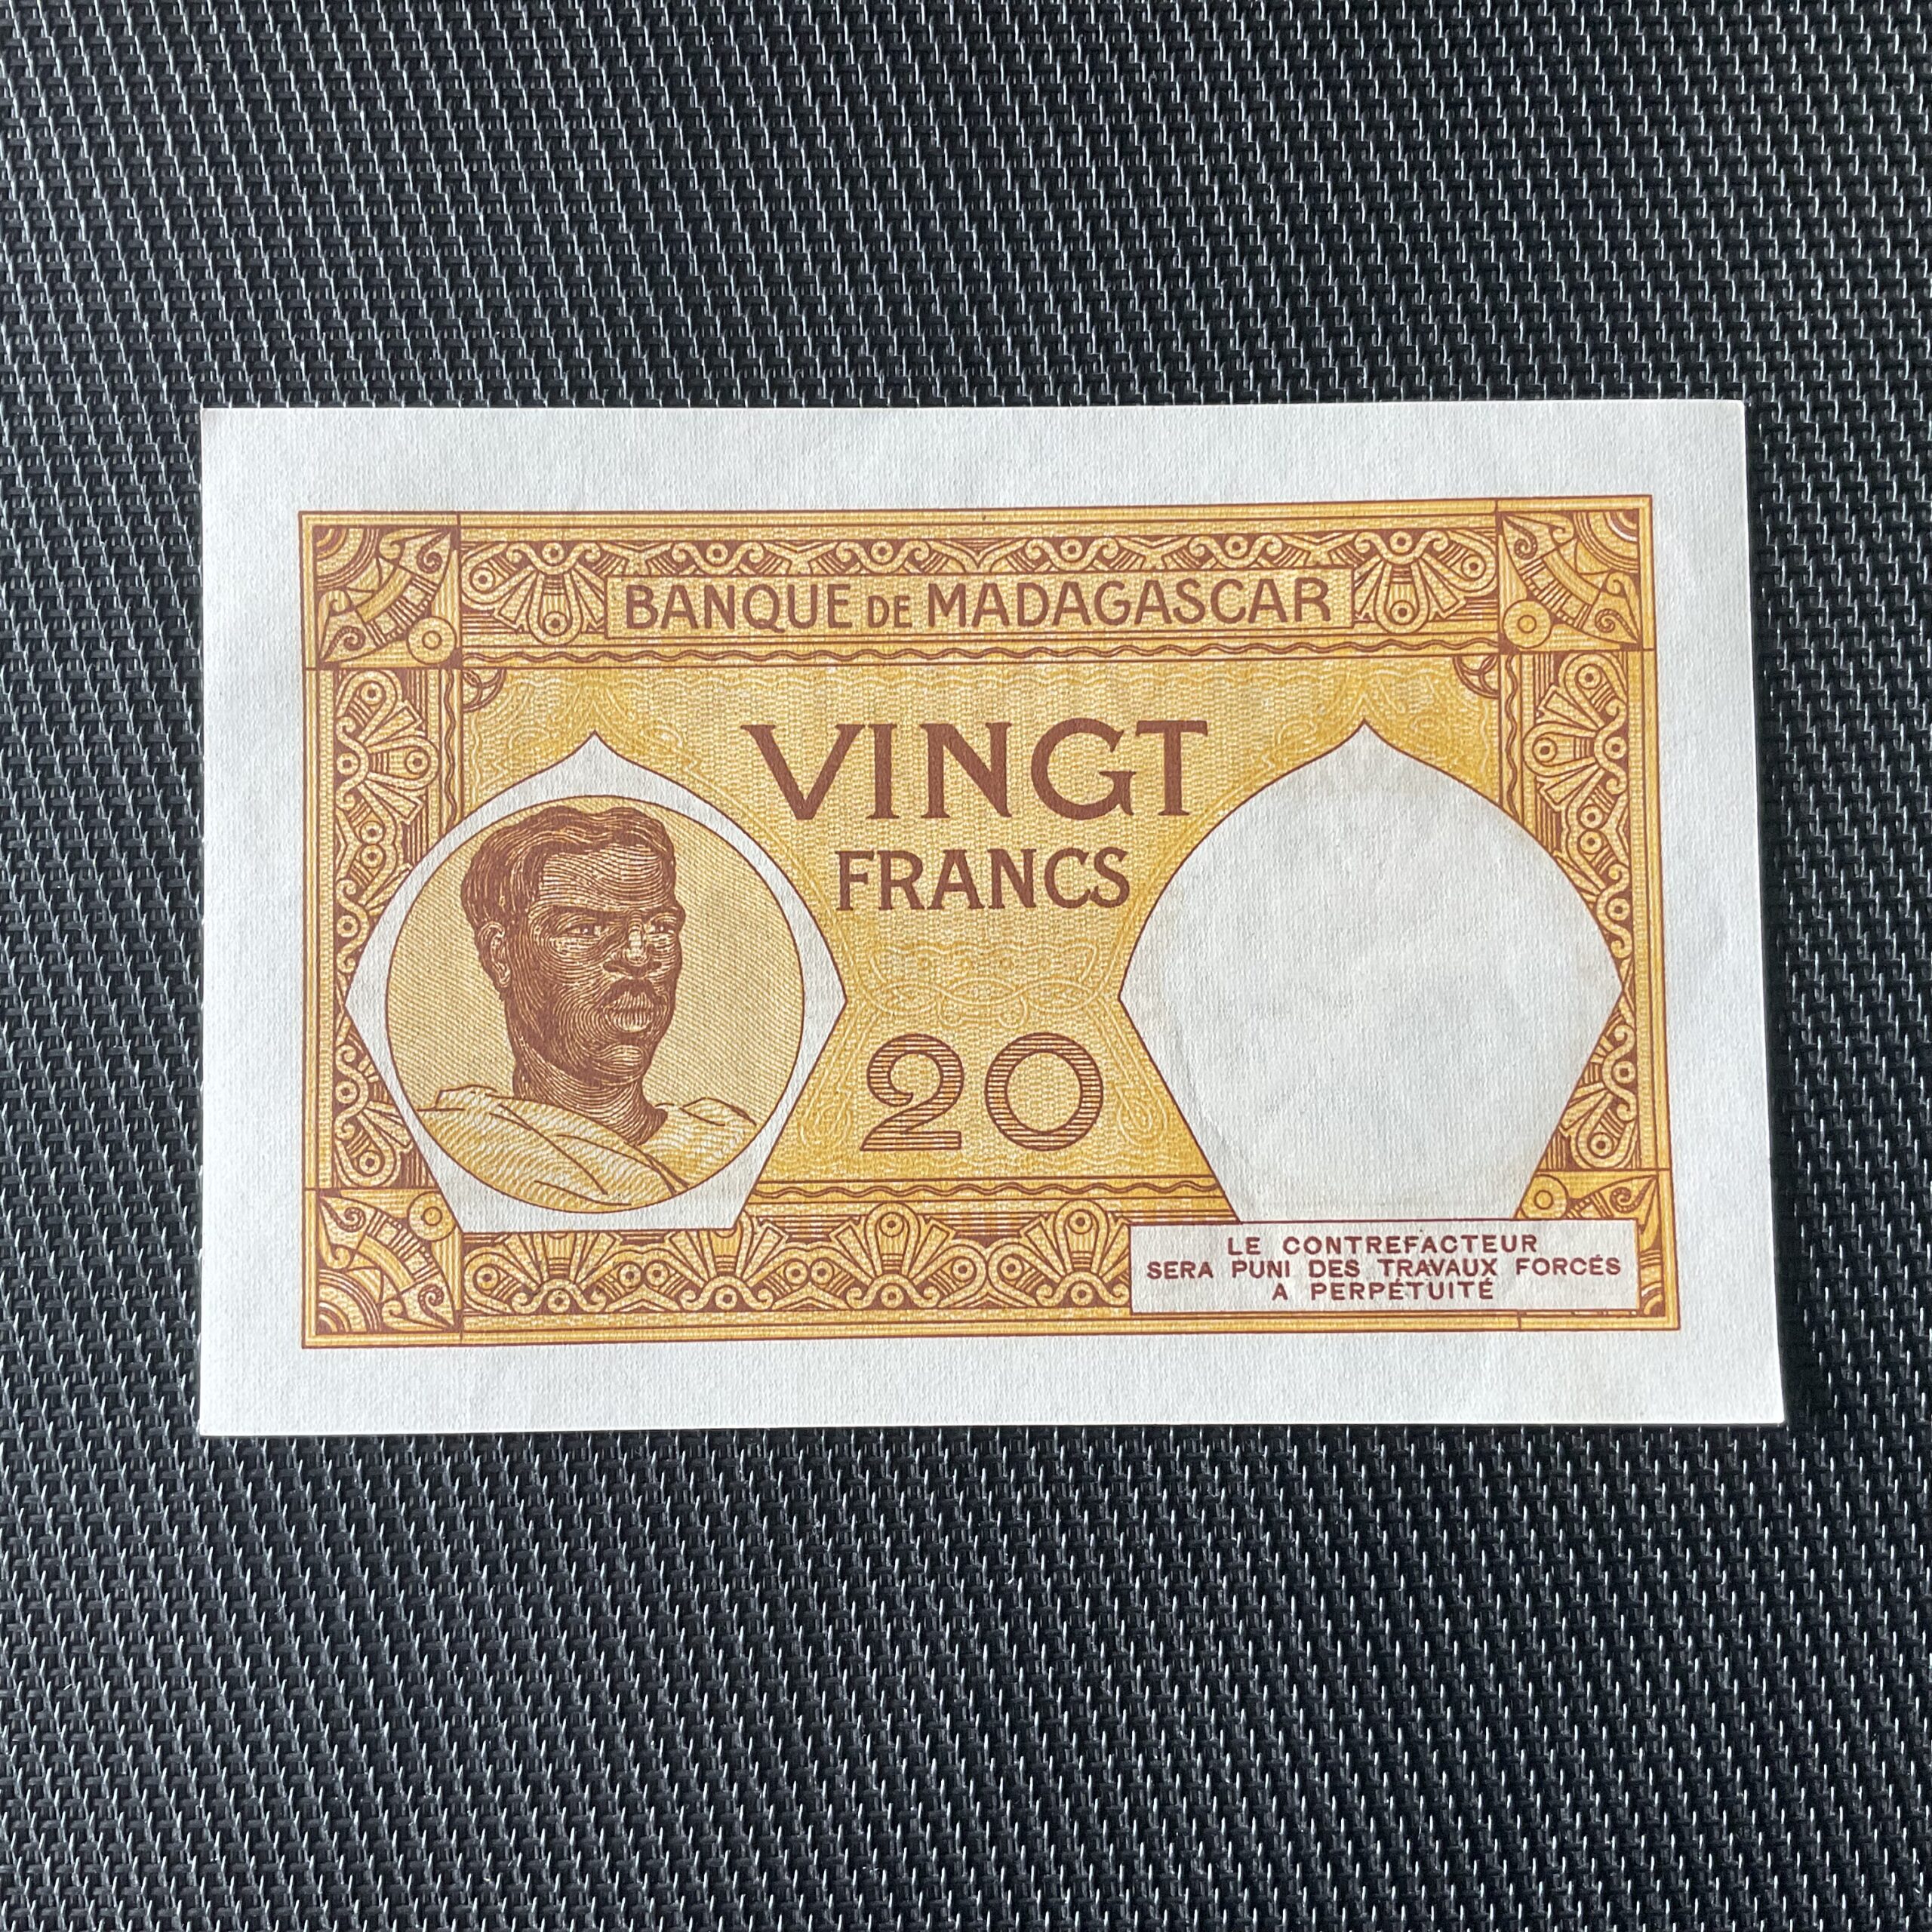 BANQUE DE MADAGASCAR
VINGT
FRANCS
20
LE CONTREFACTEUR
SERA PUNI DES TRAVAUX FORCÉS
A PERPÉTUITÉ